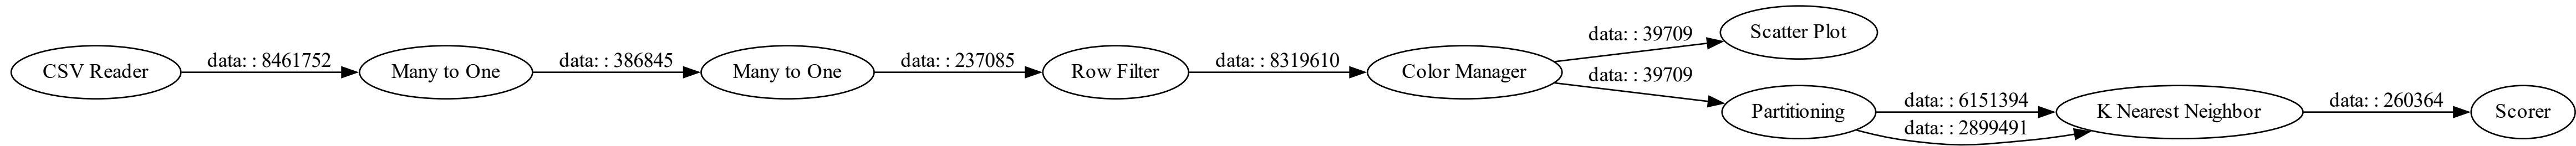 CSV Reader
data: : 8461752
Many to One
data: : 386845
Many to One
data: : 237085
Row Filter
data: : 8319610
Color Manager
data: : 39709
Scatter Plot
data: : 39709
Partitioning
data: : 6151394
data: : 2899491
K Nearest Neighbor
data: : 260364
Scorer